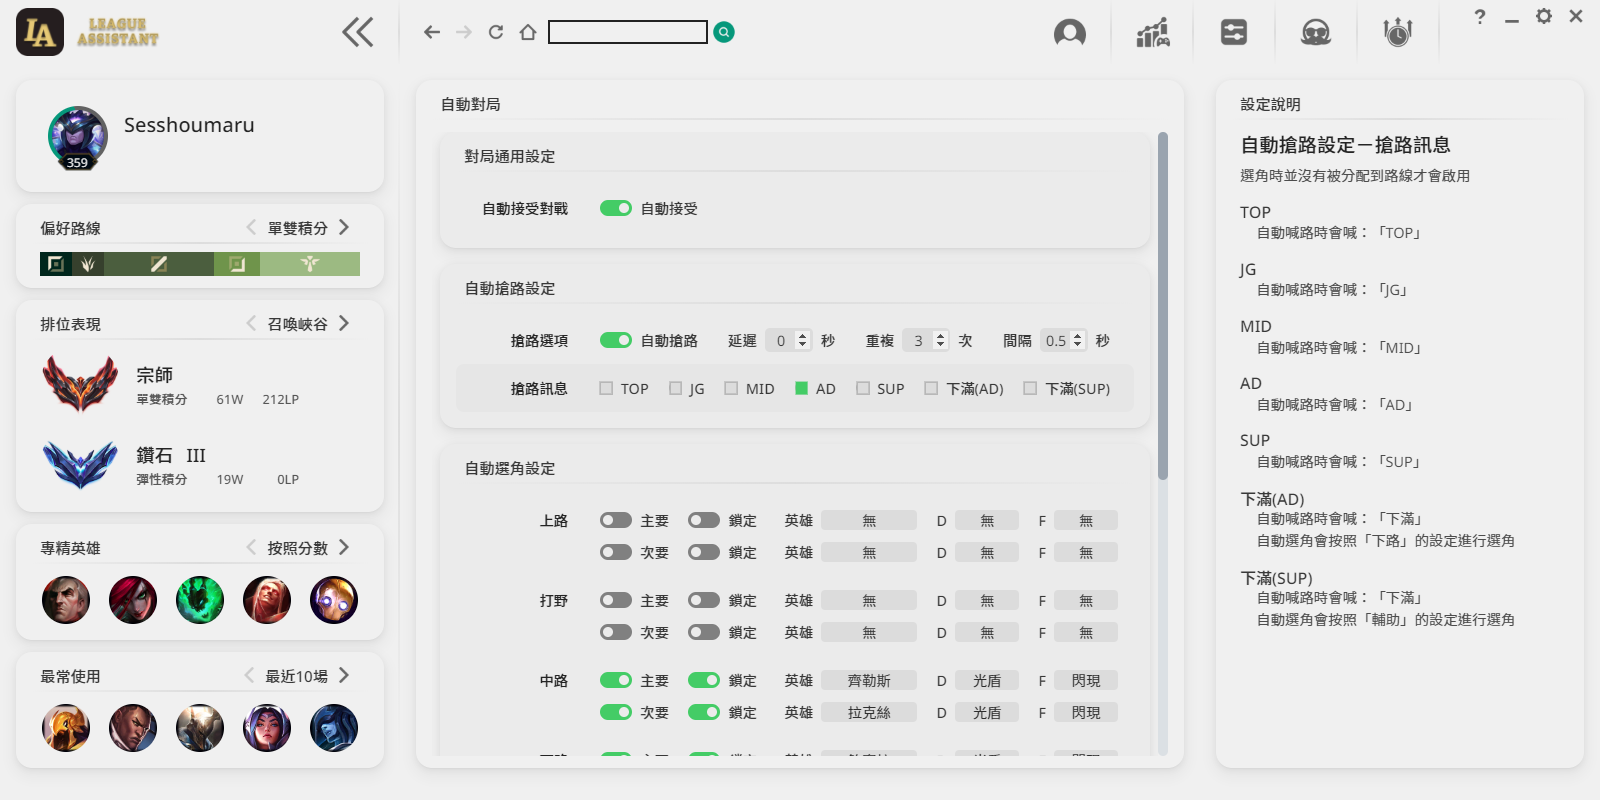 LA
LEAGUE
ASSISTANT
?
Sesshoumaru
359
偏好路線
單雙積分
排位表現
召喚峽谷
宗師
單雙積分 61W 212LP
鑽石 III
彈性積分 19W 0LP
專精英雄
按照分數
最常使用
最近10場
自動對局
對局通用設定
自動接受對戰 自動接受
自動搶路設定
搶路選項 自動搶路 延遲 0 秒 重複 3 次 間隔 0.5 秒
搶路訊息 TOP JG MID AD SUP 下滿(AD) 下滿(SUP)
自動選角設定
上路 主要 鎖定 英雄 無 D 無 F 無
次要 鎖定 英雄 無 D 無 F 無
打野 主要 鎖定 英雄 無 D 無 F 無
次要 鎖定 英雄 無 D 無 F 無
中路 主要 鎖定 英雄 齊勒斯 D 光盾 F 閃現
次要 鎖定 英雄 拉克絲 D 光盾 F 閃現
設定說明
自動搶路設定－搶路訊息
選角時並沒有被分配到路線才會啟用
TOP
自動喊路時會喊：「TOP」
JG
自動喊路時會喊：「JG」
MID
自動喊路時會喊：「MID」
AD
自動喊路時會喊：「AD」
SUP
自動喊路時會喊：「SUP」
下滿(AD)
自動喊路時會喊：「下滿」
自動選角會按照「下路」的設定進行選角
下滿(SUP)
自動喊路時會喊：「下滿」
自動選角會按照「輔助」的設定進行選角